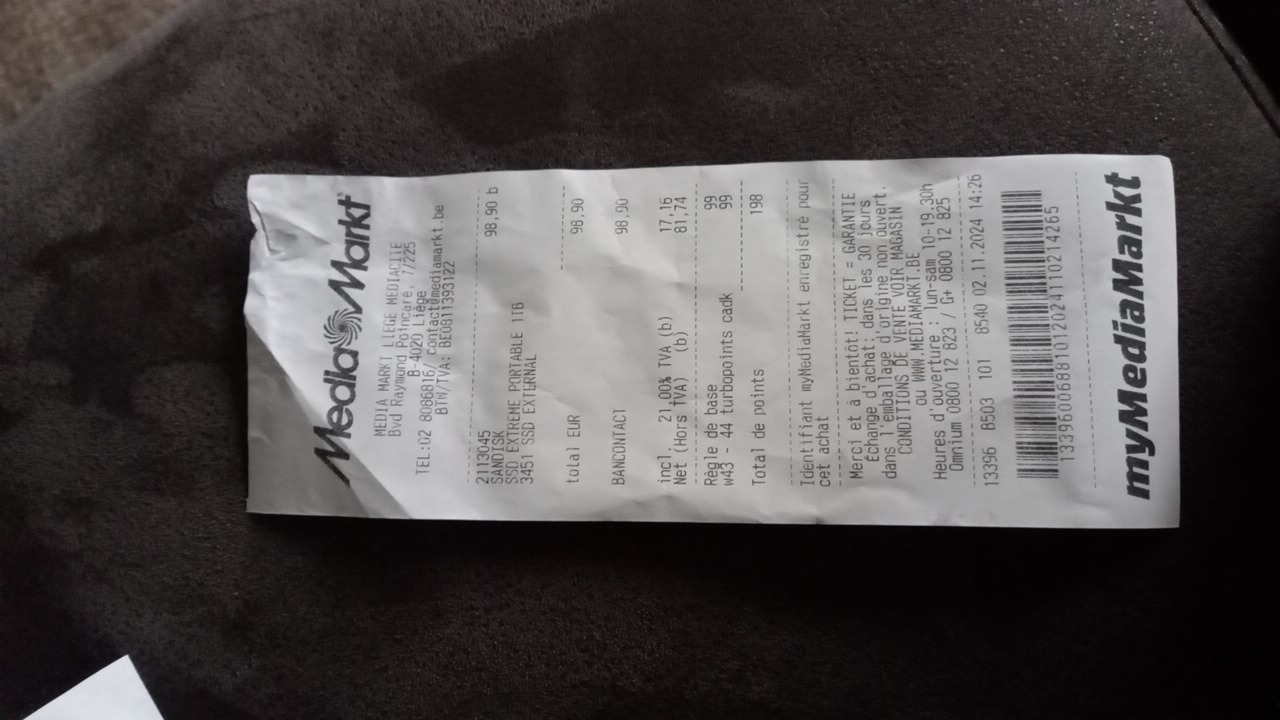 MediaMarkt
MEDIA MARKT LIEGE MEDIACITE
Bvd Raymond Poincaré, 7/225
B-4020 Liège
TEL:02 8086816/contact@mediamarkt.be
BTW/TVA: BE0811393122
2113045 98,90 b
SANDISK
SSD EXTREME PORTABLE 1TB
3451 SSD EXTERNAL
total EUR 98,90
BANCONTACT 98,90
incl. 21,00% TVA (b) 17,16
Net (Hors TVA) (b) 81,74
Règle de base 99
w43 - 44 turbopoints cadk 99
Total de points 198
Identifiant myMediaMarkt enregistré pour
cet achat
Merci et à bientôt! TICKET = GARANTIE
Échange d'achat; dans les 30 jours
dans l'emballage d'origine non ouvert.
CONDITIONS DE VENTE VOIR MAGASIN
ou WWW.MEDIAMARKT.BE
Heures d'ouverture : lun-sam 10-19.30h
Omnium 0800 12 823 / G+ 0800 12 825
13396 B503 101 8540 02.11.2024 14:26
13396006881012024110214265
myMediaMarkt